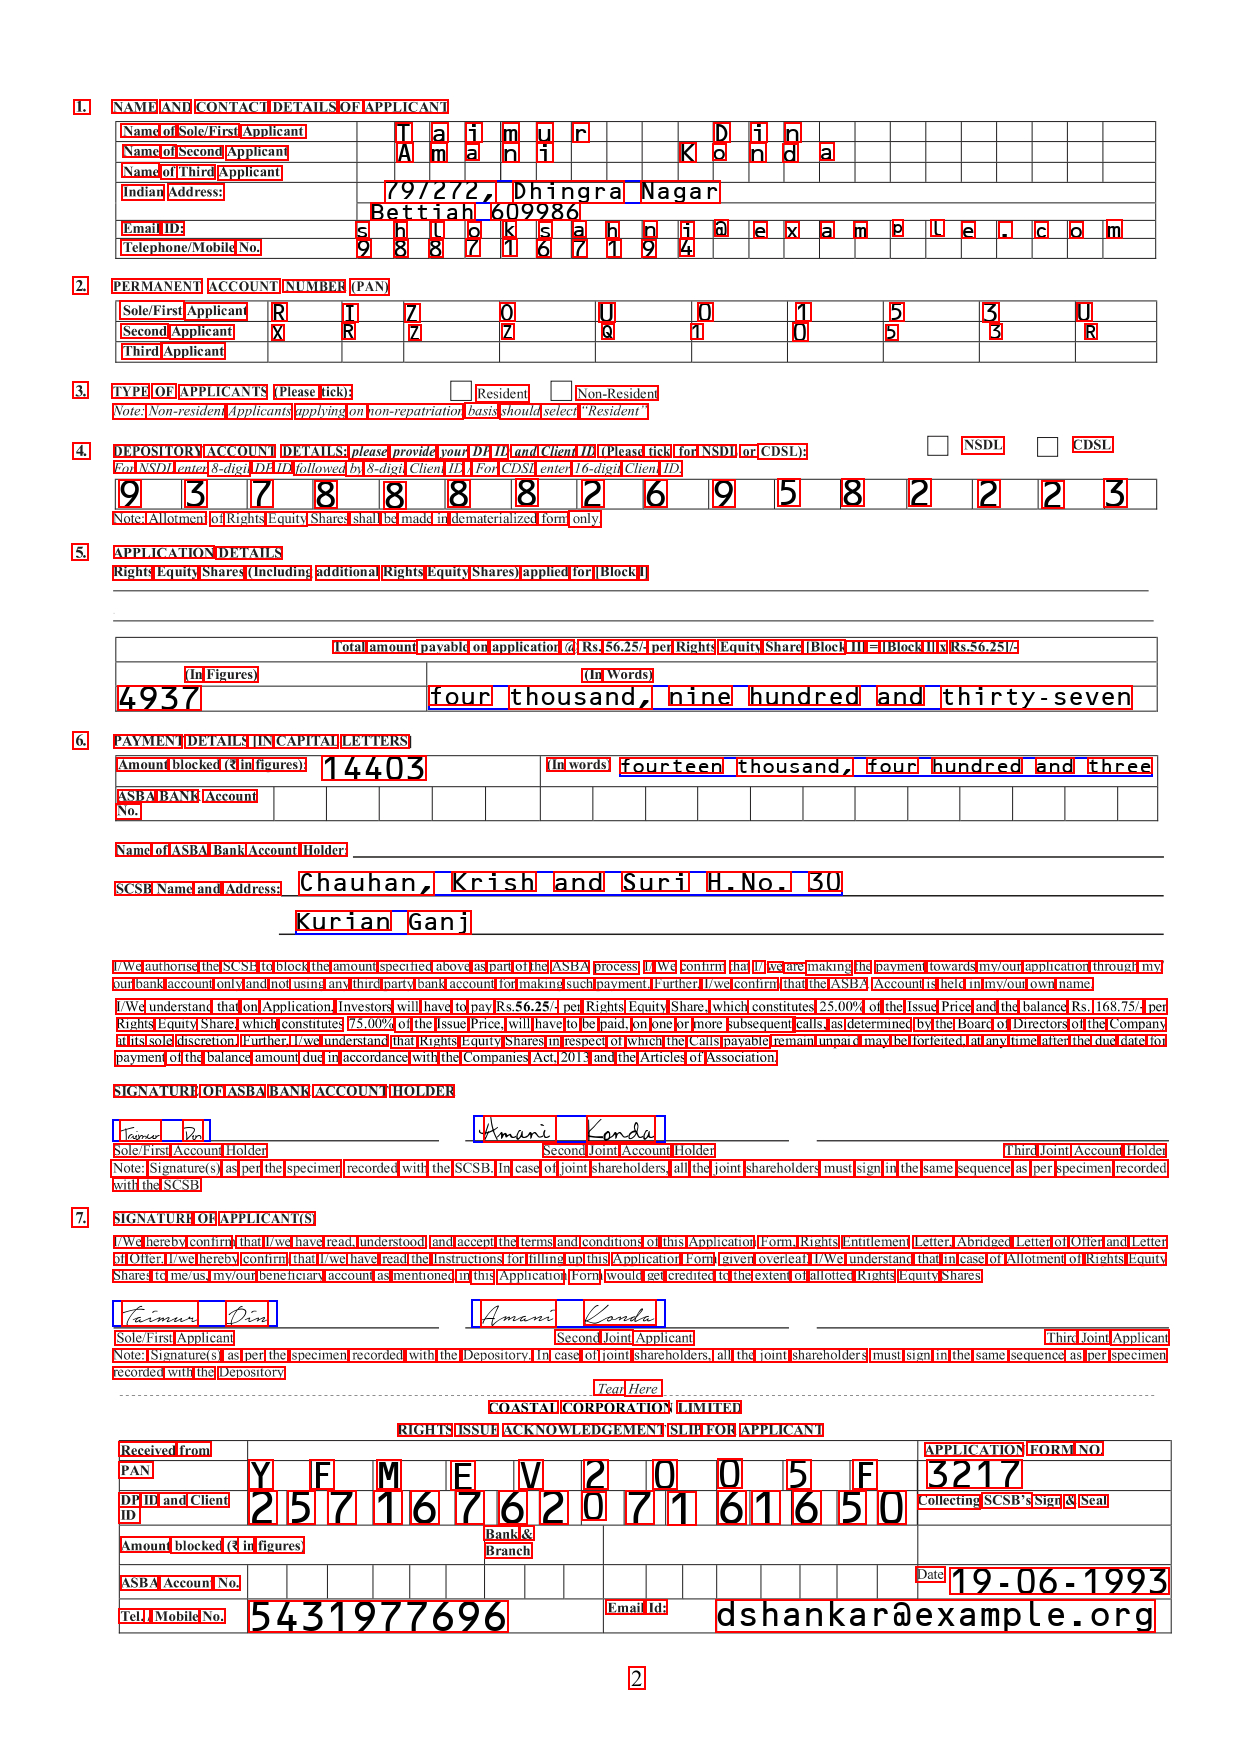 1. NAME AND CONTACT DETAILS OF APPLICANT
Name of Sole/First Applicant T a i m u r D i n
Name of Second Applicant A m a n i K o n d a
Name of Third Applicant
Indian Address: 797272, Dhingra Nagar
Bettiah 609986
Email ID: s h l o k s a h n i @ e x a m p l e . c o m
Telephone/Mobile No. 9 8 8 7 1 6 7 1 9 4
2. PERMANENT ACCOUNT NUMBER (PAN)
Sole/First Applicant R I Z O U 0 1 5 3 U
Second Applicant X R Z Z Q 1 0 5 3 R
Third Applicant
3. TYPE OF APPLICANTS (Please tick): Resident Non-Resident
Note: Non-resident Applicants applying on non-repatriation basis should select "Resident"
4. DEPOSITORY ACCOUNT DETAILS: please provide your DP ID and Client ID (Please tick for NSDL or CDSL): NSDL CDSL
For NSDL enter 8-digit DP ID followed by 8-digit Client ID / For CDSL enter 16-digit Client ID.
9 3 7 8 8 8 8 2 6 9 5 8 2 2 2 3
Note: Allotment of Rights Equity Shares shall be made in dematerialized form only.
5. APPLICATION DETAILS
Rights Equity Shares (Including additional Rights Equity Shares) applied for [Block I]
Total amount payable on application @ Rs. 56.25/- per Rights Equity Share [Block II] = [Block I] x Rs.56.25]/-
(In Figures) (In Words)
4937 four thousand, nine hundred and thirty-seven
6. PAYMENT DETAILS [IN CAPITAL LETTERS]
Amount blocked (₹ in figures): 14403 (In words) fourteen thousand, four hundred and three
ASBA BANK Account
No.
Name of ASBA Bank Account Holder:
SCSB Name and Address: Chauhan, Krish and Suri H.No. 30
Kurian Ganj
I/We authorise the SCSB to block the amount specified above as part of the ASBA process. I/ We confirm that I/ we are making the payment towards my/our application through my/
our bank account only and not using any third party bank account for making such payment. Further, I/we confirm that the ASBA Account is held in my/our own name.
I/We understand that on Application, Investors will have to pay Rs.56.25/- per Rights Equity Share, which constitutes 25.00% of the Issue Price and the balance Rs. 168.75/- per
Rights Equity Share, which constitutes 75.00% of the Issue Price, will have to be paid, on one or more subsequent calls, as determined by the Board of Directors of the Company
at its sole discretion. Further, I/we understand that Rights Equity Shares in respect of which the Calls payable remain unpaid may be forfeited, at any time after the due date for
payment of the balance amount due in accordance with the Companies Act, 2013 and the Articles of Association.
SIGNATURE OF ASBA BANK ACCOUNT HOLDER
Taimur Din Amani Konda
Sole/First Account Holder Second Joint Account Holder Third Joint Account Holder
Note: Signature(s) as per the specimen recorded with the SCSB. In case of joint shareholders, all the joint shareholders must sign in the same sequence as per specimen recorded
with the SCSB
7. SIGNATURE OF APPLICANT(S)
I/We hereby confirm that I/we have read, understood and accept the terms and conditions of this Application Form, Rights Entitlement Letter, Abridged Letter of Offer and Letter
of Offer. I/we hereby confirm that I/we have read the Instructions for filling up this Application Form given overleaf. I/We understand that in case of Allotment of Rights Equity
Shares to me/us, my/our beneficiary account as mentioned in this Application Form would get credited to the extent of allotted Rights Equity Shares
Taimur Din Amani Konda
Sole/First Applicant Second Joint Applicant Third Joint Applicant
Note: Signature(s) as per the specimen recorded with the Depository. In case of joint shareholders, all the joint shareholders must sign in the same sequence as per specimen
recorded with the Depository
Tear Here
COASTAL CORPORATION LIMITED
RIGHTS ISSUE ACKNOWLEDGEMENT SLIP FOR APPLICANT
Received from APPLICATION FORM NO.
PAN Y F M E V 2 0 0 5 F 3217
DP ID and Client
ID 2 5 7 1 6 7 6 2 0 7 1 6 1 6 5 0 Collecting SCSB's Sign & Seal
Amount blocked (₹ in figures) Bank &
Branch
ASBA Account No. Date 19-06-1993
Tel./ Mobile No. 5431977696 Email Id: dshankar@example.org
2